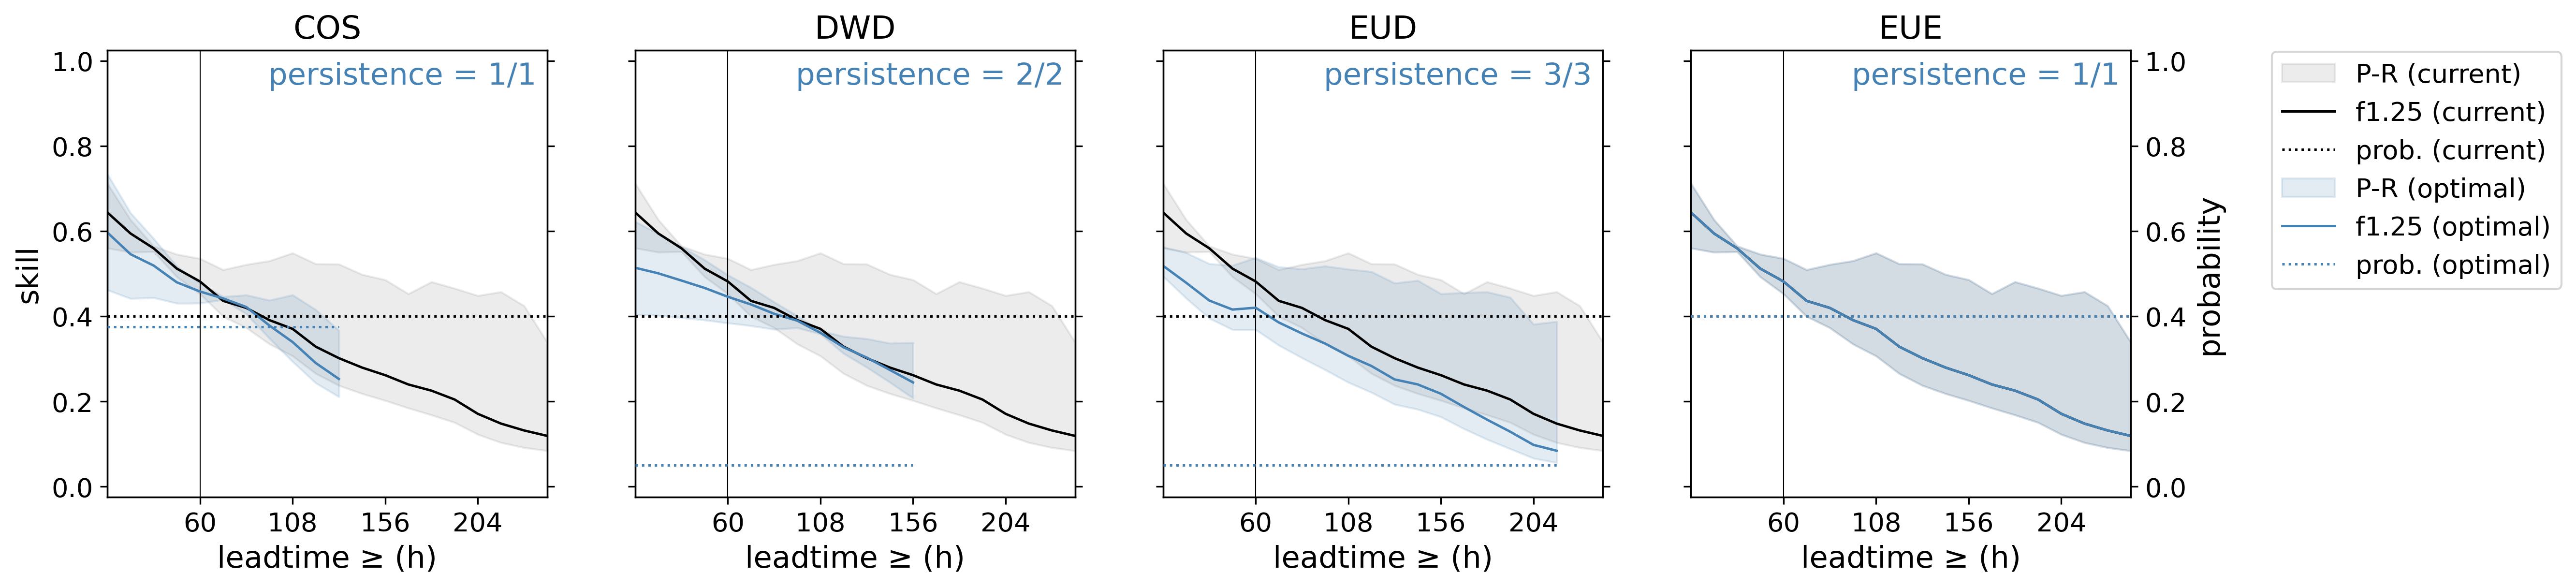 COS
DWD
EUD
EUE
persistence = 1/1
persistence = 2/2
persistence = 3/3
persistence = 1/1
skill
1.0
0.8
0.6
0.4
0.2
0.0
60 108 156 204
60 108 156 204
60 108 156 204
60 108 156 204
leadtime ≥ (h)
leadtime ≥ (h)
leadtime ≥ (h)
leadtime ≥ (h)
1.0
0.8
0.6
0.4
0.2
0.0
probability
P-R (current)
f1.25 (current)
prob. (current)
P-R (optimal)
f1.25 (optimal)
prob. (optimal)